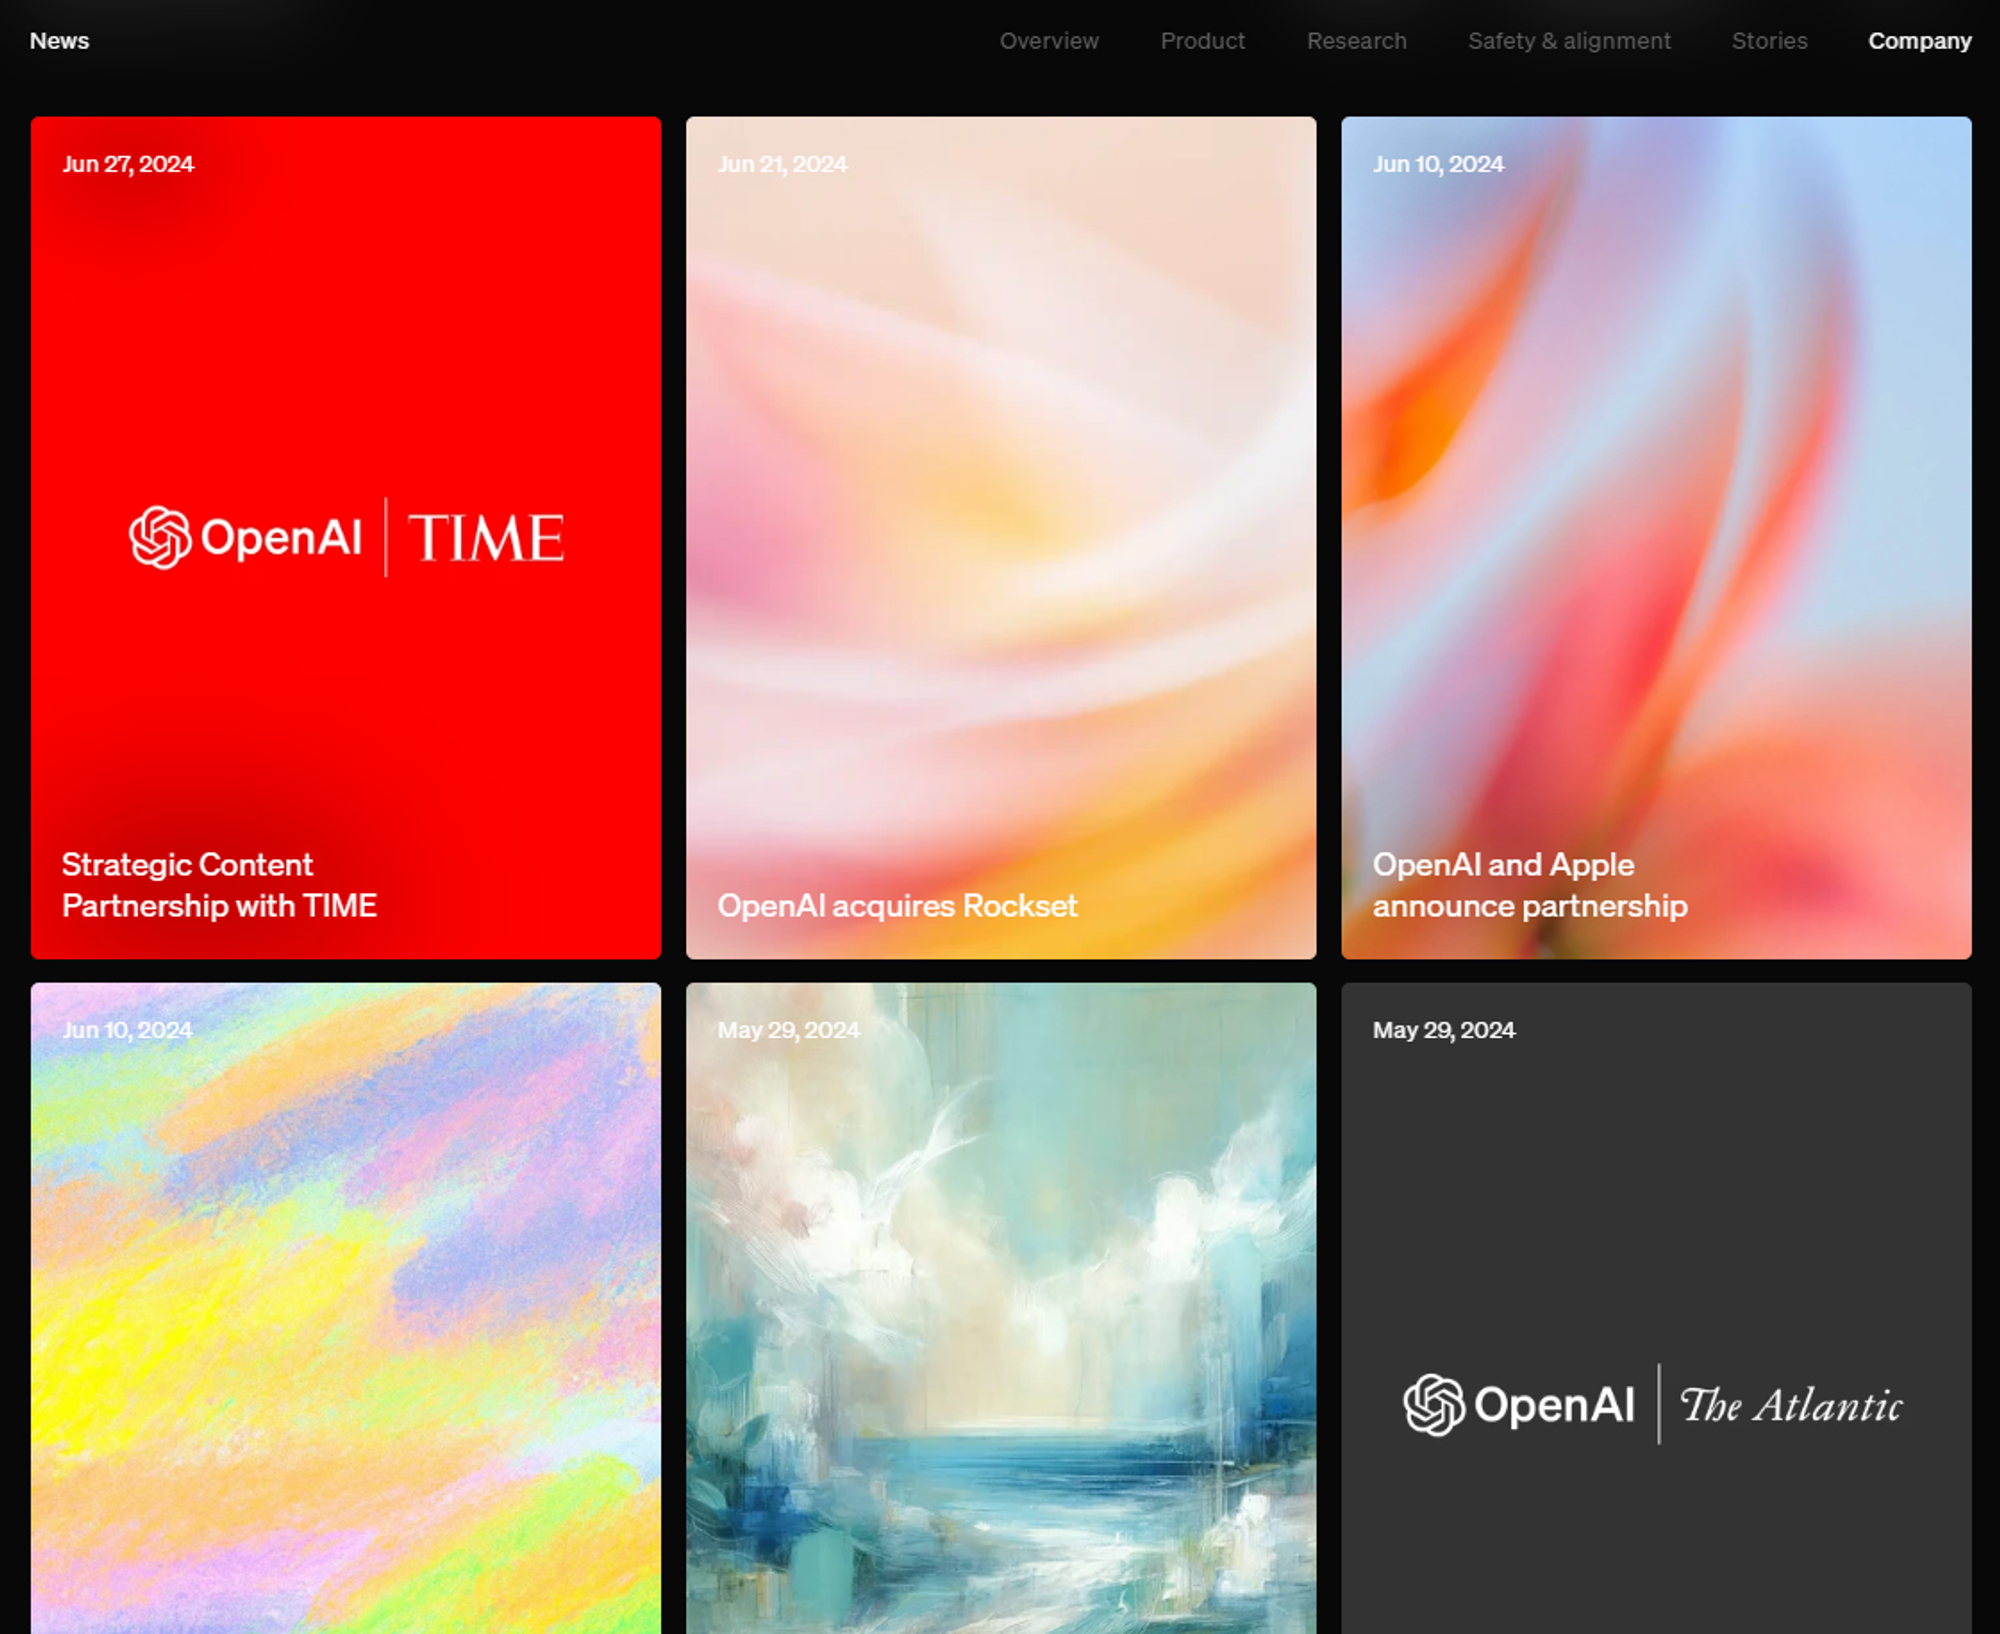 News
Overview
Product
Research
Safety & alignment
Stories
Company
Jun 27, 2024
OpenAI | TIME
Strategic Content
Partnership with TIME
Jun 21, 2024
OpenAI acquires Rockset
Jun 10, 2024
OpenAI and Apple
announce partnership
Jun 10, 2024
May 29, 2024
May 29, 2024
OpenAI | The Atlantic